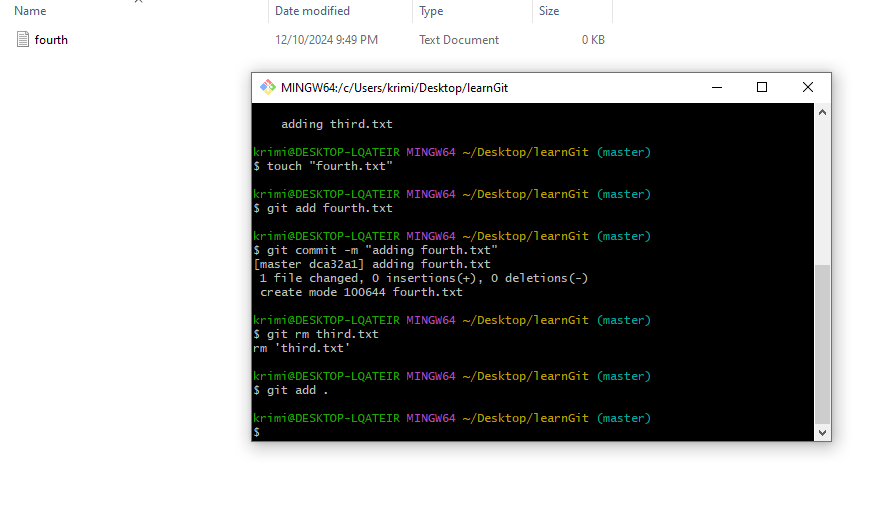 Name Date modified Type Size
fourth 12/10/2024 9:49 PM Text Document 0 KB
MINGW64:/c/Users/krimi/Desktop/learnGit
adding third.txt
krimi@DESKTOP-LQATEIR MINGW64 ~/Desktop/learnGit (master)
$ touch "fourth.txt"
krimi@DESKTOP-LQATEIR MINGW64 ~/Desktop/learnGit (master)
$ git add fourth.txt
krimi@DESKTOP-LQATEIR MINGW64 ~/Desktop/learnGit (master)
$ git commit -m "adding fourth.txt"
[master dca32a1] adding fourth.txt
1 file changed, 0 insertions(+), 0 deletions(-)
create mode 100644 fourth.txt
krimi@DESKTOP-LQATEIR MINGW64 ~/Desktop/learnGit (master)
$ git rm third.txt
rm 'third.txt'
krimi@DESKTOP-LQATEIR MINGW64 ~/Desktop/learnGit (master)
$ git add .
krimi@DESKTOP-LQATEIR MINGW64 ~/Desktop/learnGit (master)
$